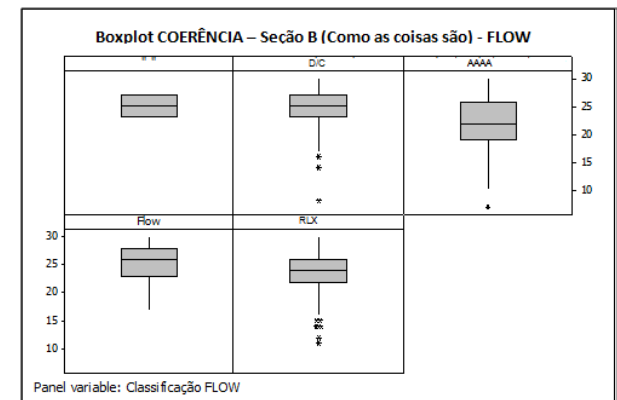 Boxplot COERÊNCIA – Seção B (Como as coisas são) - FLOW
D/C AAAA
30
25
20
15
10
Flow RLX
30
25
20
15
10
Panel variable: Classificação FLOW